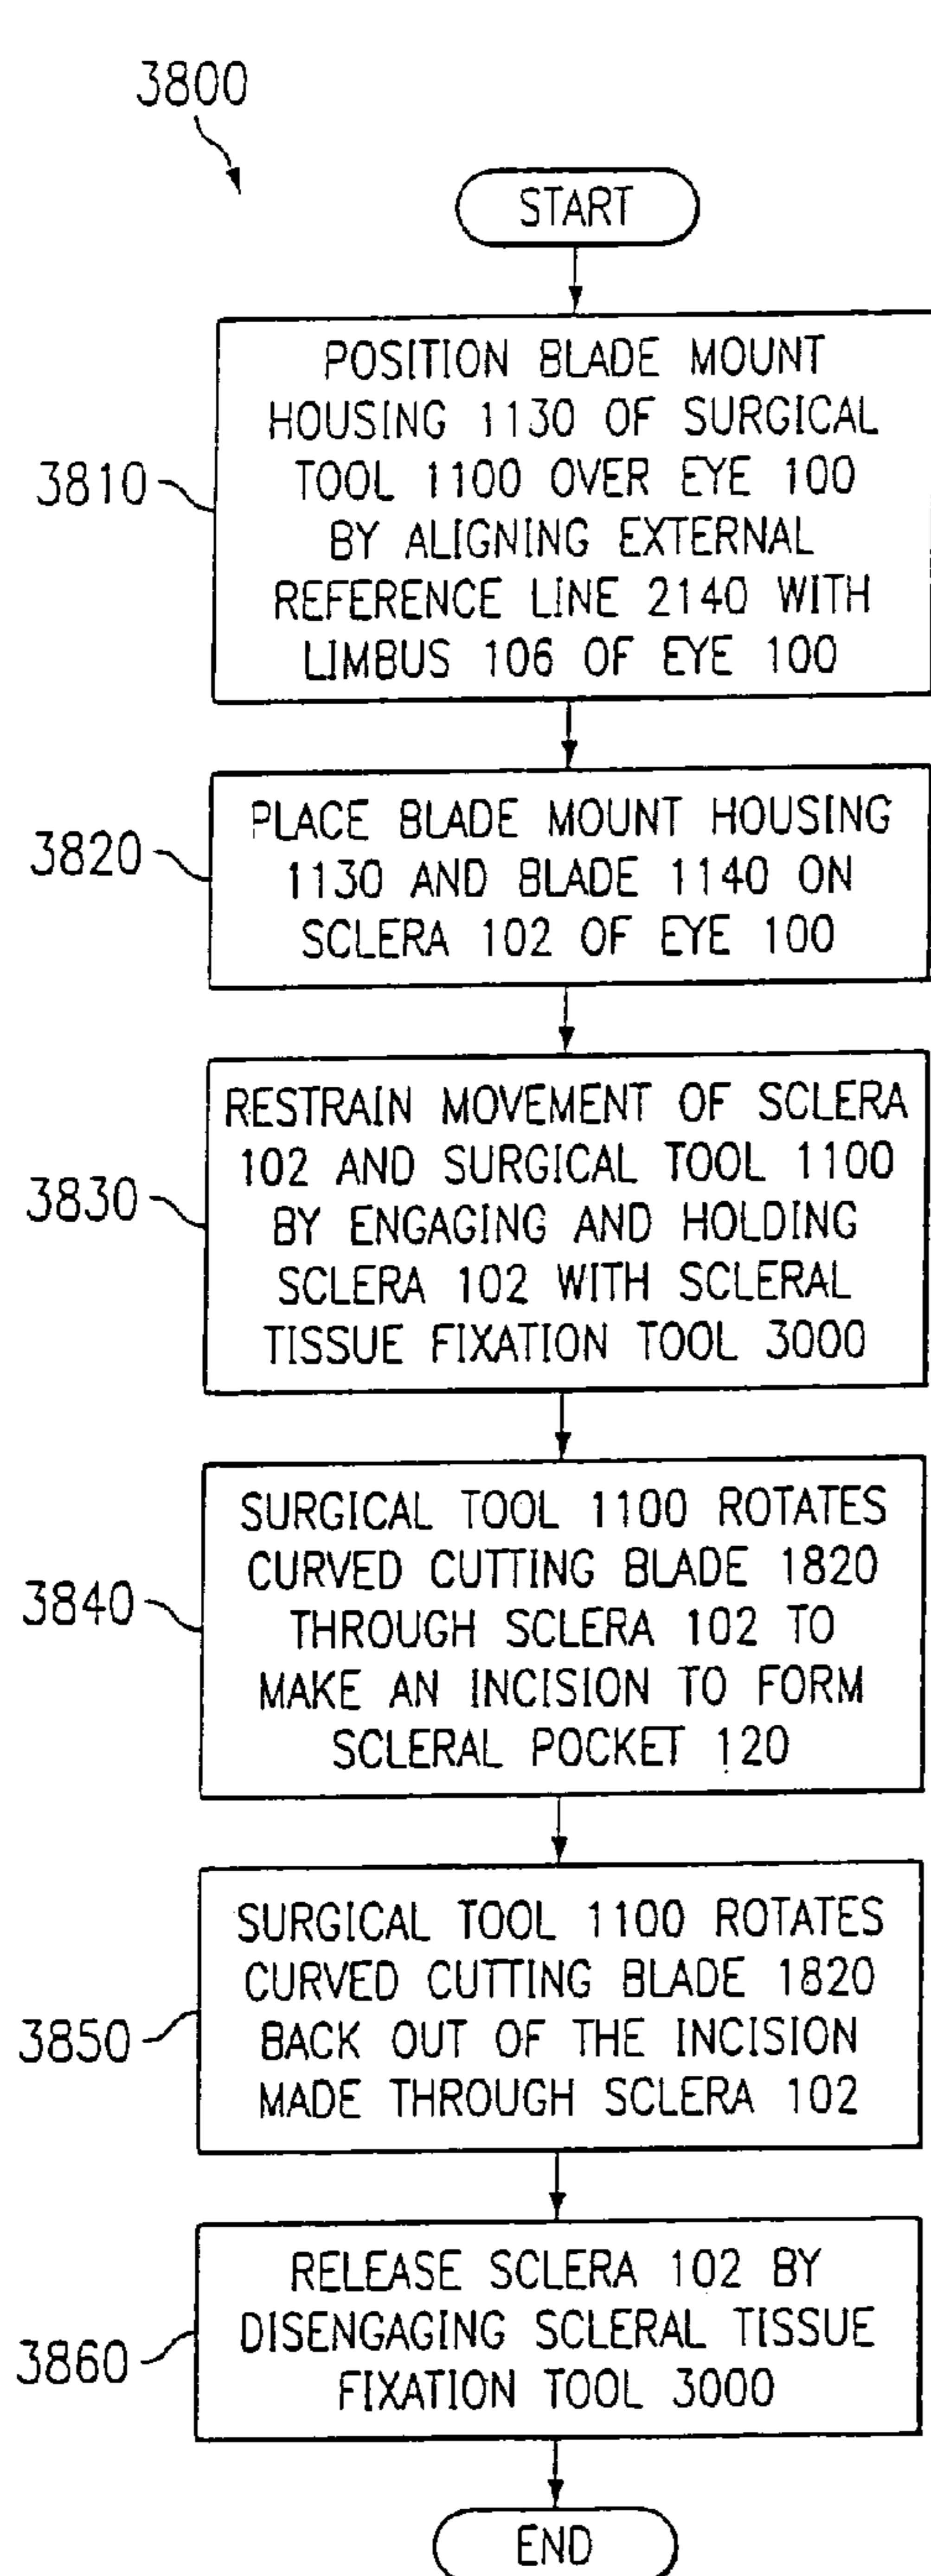 3800
START
POSITION BLADE MOUNT
HOUSING 1130 OF SURGICAL
TOOL 1100 OVER EYE 100
BY ALIGNING EXTERNAL
REFERENCE LINE 2140 WITH
LIMBUS 106 OF EYE 100
3810
PLACE BLADE MOUNT HOUSING
1130 AND BLADE 1140 ON
SCLERA 102 OF EYE 100
3820
RESTRAIN MOVEMENT OF SCLERA
102 AND SURGICAL TOOL 1100
BY ENGAGING AND HOLDING
SCLERA 102 WITH SCLERAL
TISSUE FIXATION TOOL 3000
3830
SURGICAL TOOL 1100 ROTATES
CURVED CUTTING BLADE 1820
THROUGH SCLERA 102 TO
MAKE AN INCISION TO FORM
SCLERAL POCKET 120
3840
SURGICAL TOOL 1100 ROTATES
CURVED CUTTING BLADE 1820
BACK OUT OF THE INCISION
MADE THROUGH SCLERA 102
3850
RELEASE SCLERA 102 BY
DISENGAGING SCLERAL TISSUE
FIXATION TOOL 3000
3860
END